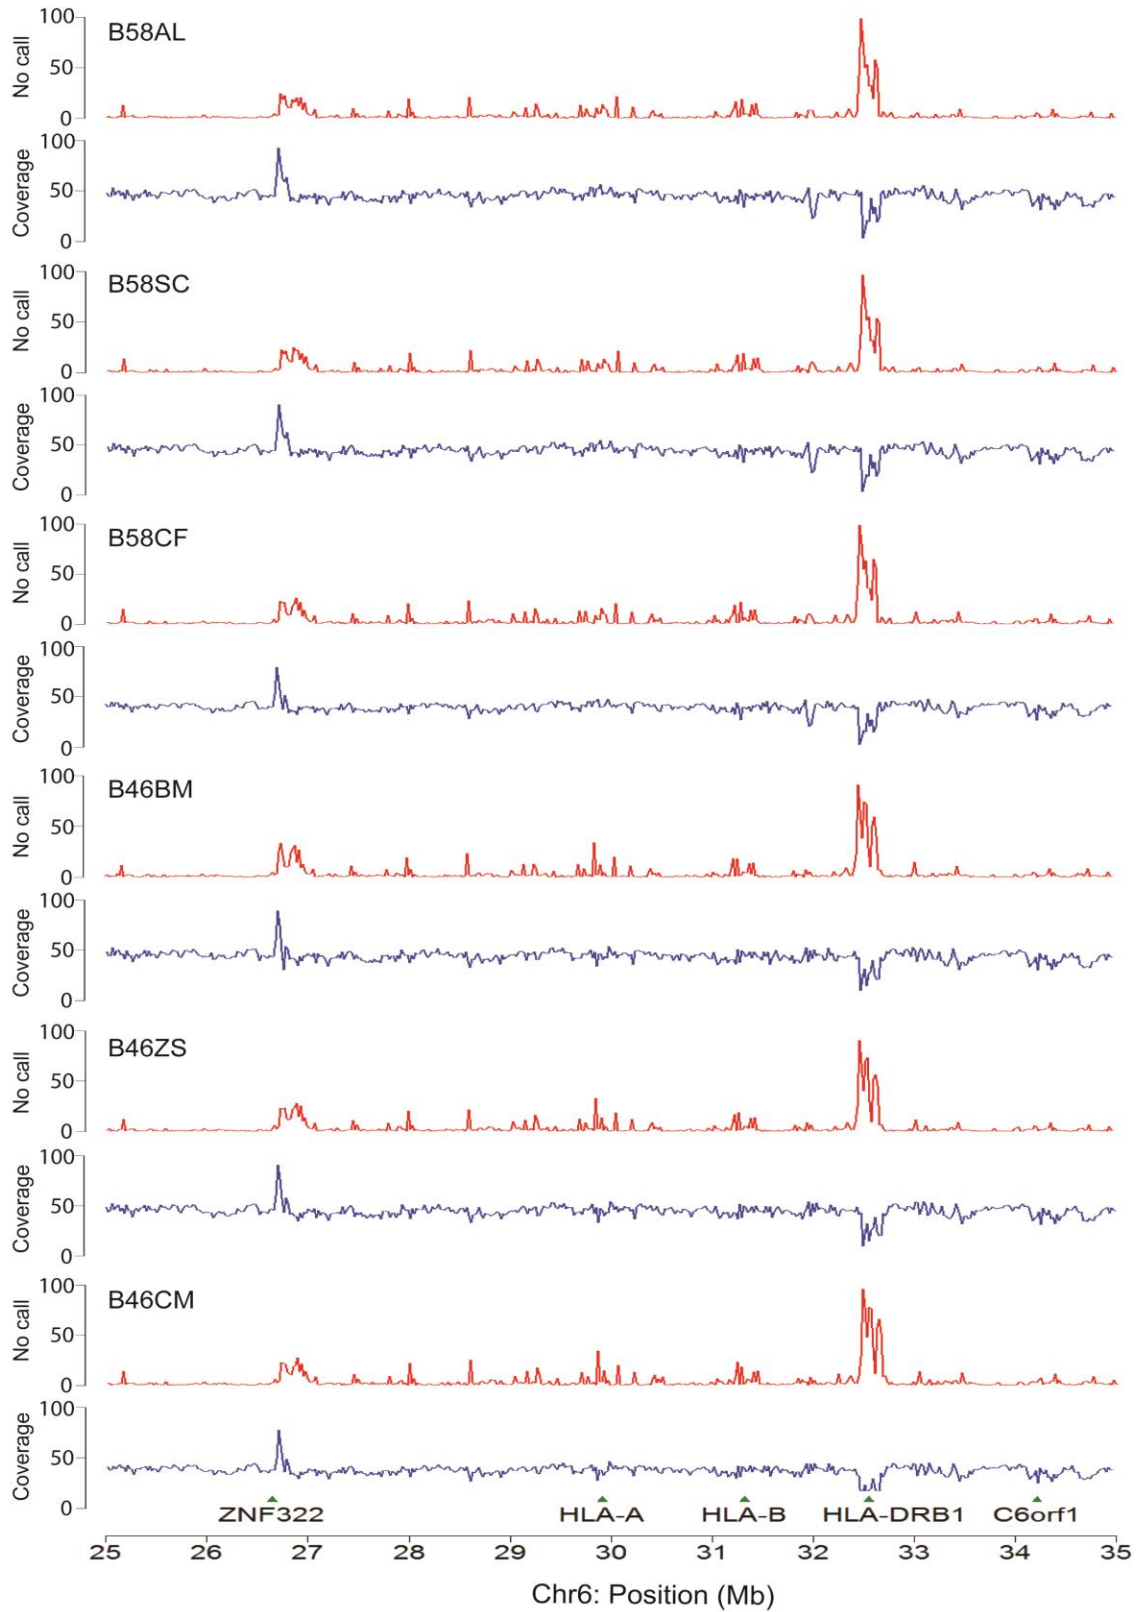 100
No call
B58AL
50
0
100
Coverage
50
0
100
No call
B58SC
50
0
100
Coverage
50
0
100
No call
B58CF
50
0
100
Coverage
50
0
100
No call
B46BM
50
0
100
Coverage
50
0
100
No call
B46ZS
50
0
100
Coverage
50
0
100
No call
B46CM
50
0
100
Coverage
50
0
ZNF322 HLA-A HLA-B HLA-DRB1 C6orf1
25 26 27 28 29 30 31 32 33 34 35
Chr6: Position (Mb)